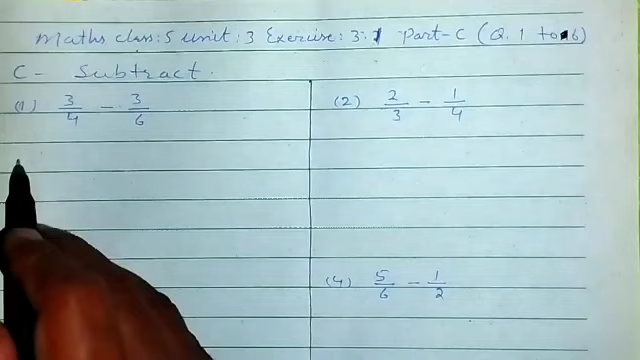 Maths class: 5 unit: 3 Exercise: 3.1 Part-C (Q. 1 to 6)
C - Subtract.
(1) 3/4 - 3/6
(2) 2/3 - 1/4
(4) 5/6 - 1/2